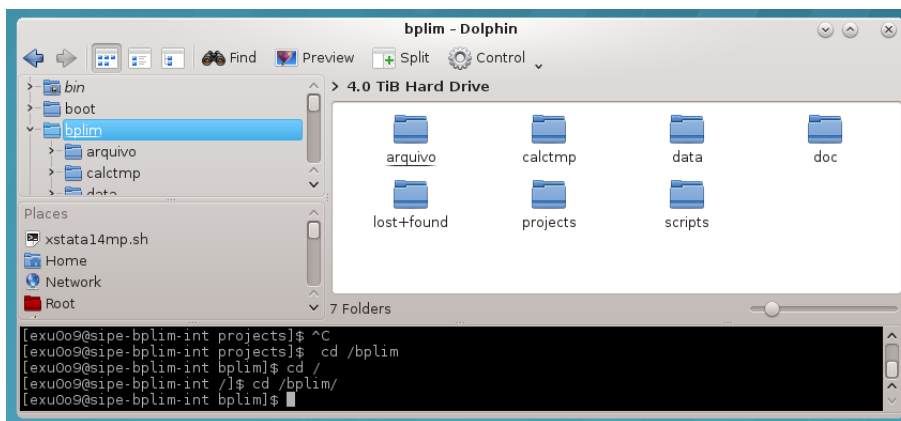 bplim – Dolphin
Find Preview Split Control
bin
boot
bplim
arquivo
calctmp
data
Places
xstata14mp.sh
Home
Network
Root
> 4.0 TiB Hard Drive
arquivo calctmp data doc
lost+found projects scripts
7 Folders
[exu0o9@sipe-bplim-int projects]$ ^C
[exu0o9@sipe-bplim-int projects]$  cd /bplim
[exu0o9@sipe-bplim-int bplim]$ cd /
[exu0o9@sipe-bplim-int /]$ cd /bplim/
[exu0o9@sipe-bplim-int bplim]$